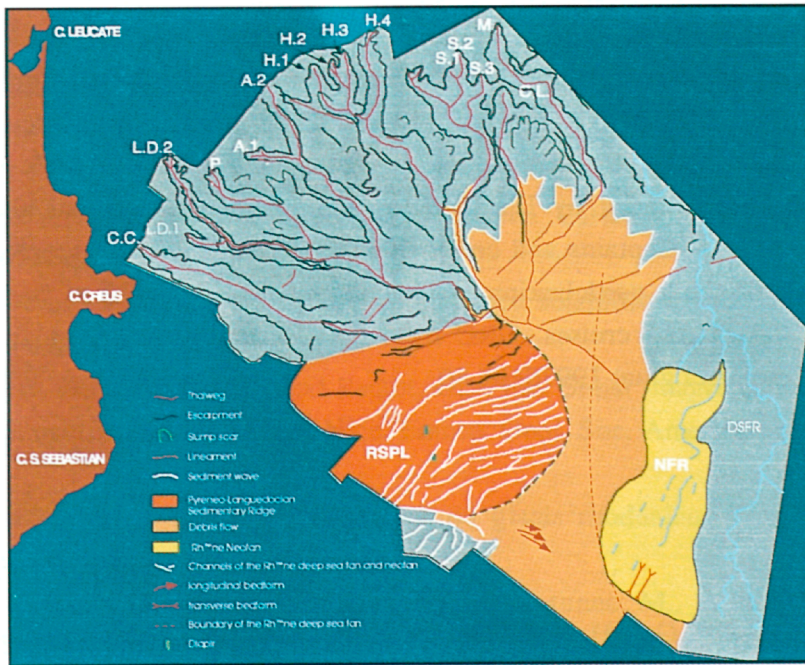 C. LEUCATE
H.4
H.3
H.2
H.1
A.2
M.
S.2
S.1
S.3
C.L.
L.D.2
P.
A.1
C.C.
L.D.1
C. CREUS
C. S. SEBASTIAN
RSPL
NFR
DSFR
Thalweg
Escarpment
Slump scar
Lineament
Sediment wave
Pyreneo-Languedocian
Sedimentary Ridge
Debris flow
Rh™ne Neofan
Channels of the Rh™ne deep sea fan and neofan
longitudinal bedform
transverse bedform
Boundary of the Rh™ne deep sea fan
Diapir